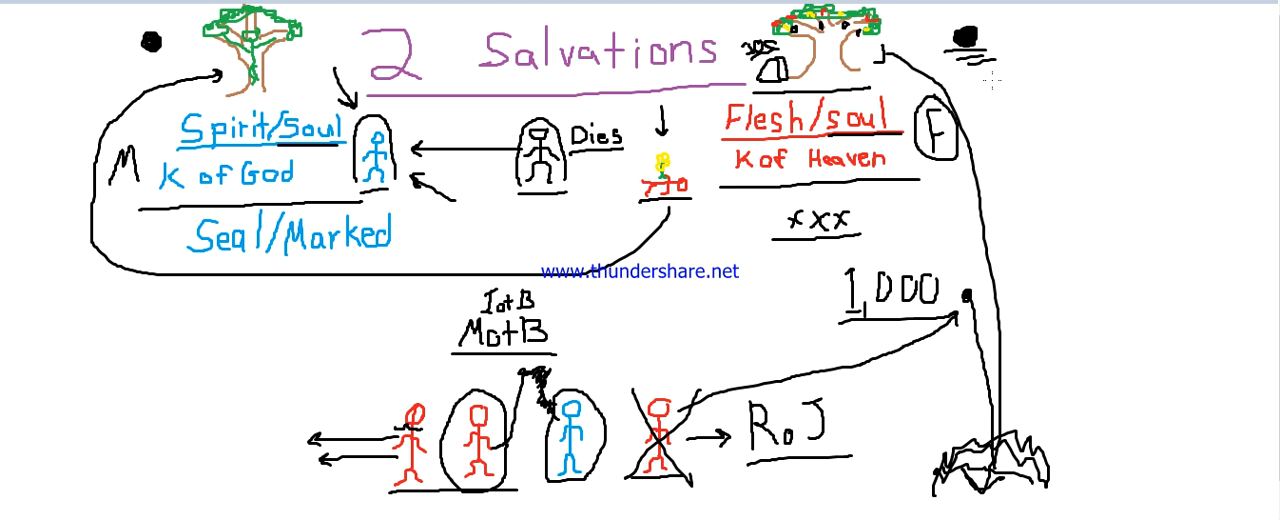 2 Salvations
Spirit/Soul
K of God
M
Seal/Marked
Dies
Flesh/soul
K of Heaven
F
xxx
www.thundershare.net
1,000
IotB
MotB
R.J